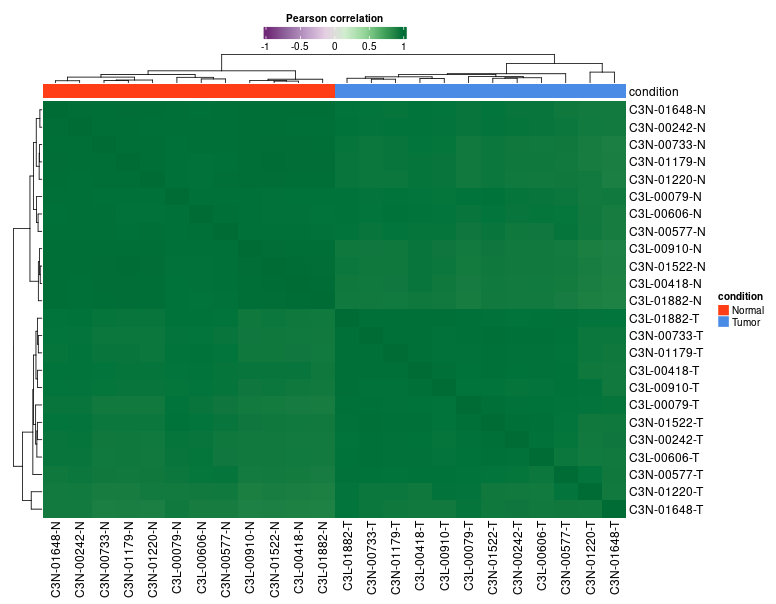 Pearson correlation
-1 -0.5 0 0.5 1
condition
C3N-01648-N
C3N-00242-N
C3N-00733-N
C3N-01179-N
C3N-01220-N
C3L-00079-N
C3L-00606-N
C3N-00577-N
C3L-00910-N
C3N-01522-N
C3L-00418-N
C3L-01882-N
C3L-01882-T
C3N-00733-T
C3N-01179-T
C3L-00418-T
C3L-00910-T
C3L-00079-T
C3N-01522-T
C3N-00242-T
C3L-00606-T
C3N-00577-T
C3N-01220-T
C3N-01648-T
condition
Normal
Tumor
C3N-01648-N
C3N-00242-N
C3N-00733-N
C3N-01179-N
C3N-01220-N
C3L-00079-N
C3L-00606-N
C3N-00577-N
C3L-00910-N
C3N-01522-N
C3L-00418-N
C3L-01882-N
C3L-01882-T
C3N-00733-T
C3N-01179-T
C3L-00418-T
C3L-00910-T
C3L-00079-T
C3N-01522-T
C3N-00242-T
C3L-00606-T
C3N-00577-T
C3N-01220-T
C3N-01648-T